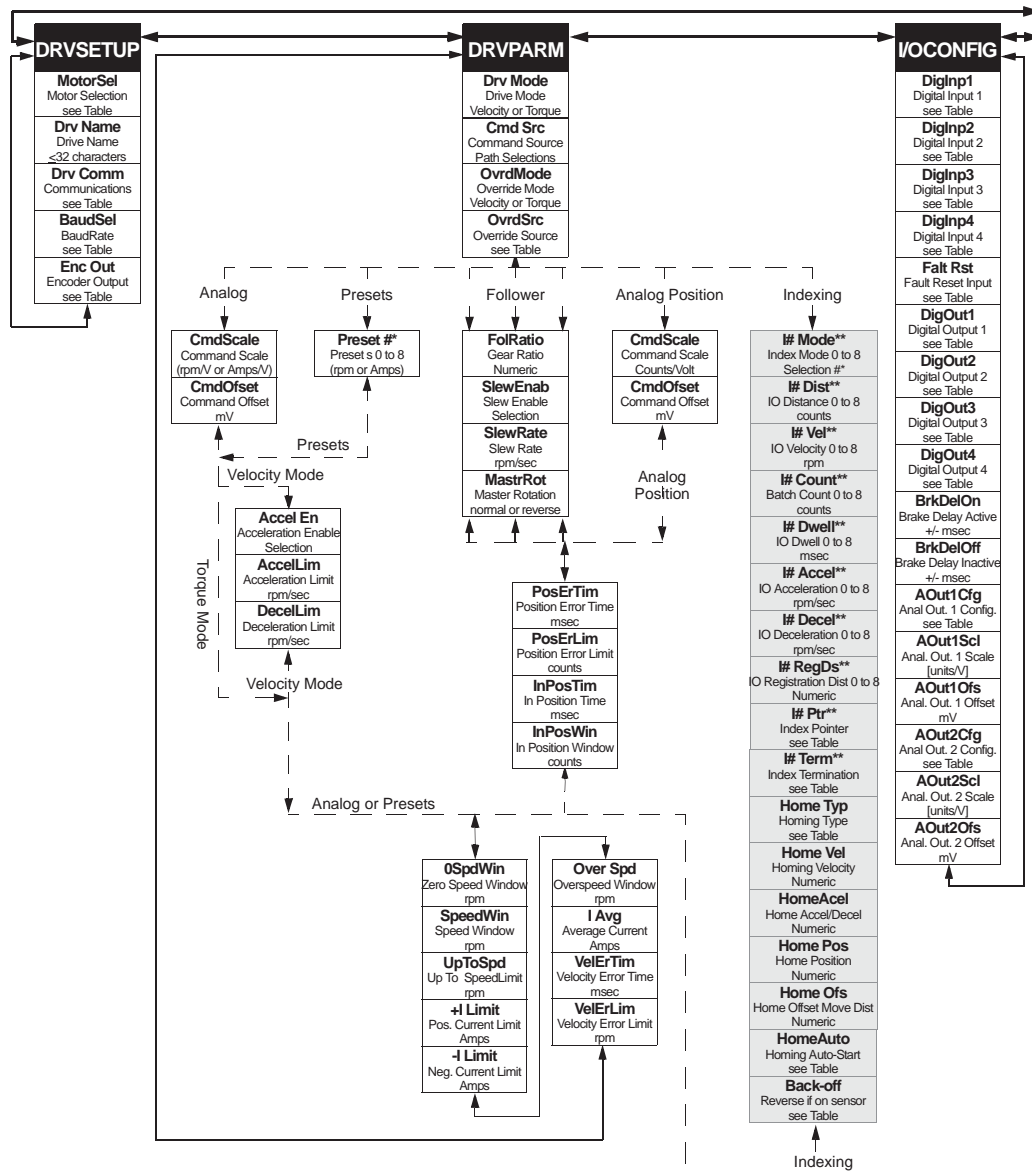 DRVSETUP
MotorSel
Motor Selection
see Table
Drv Name
Drive Name
<32 characters
Drv Comm
Communications
see Table
BaudSel
BaudRate
see Table
Enc Out
Encoder Output
see Table
DRVPARM
Drv Mode
Drive Mode
Velocity or Torque
Cmd Src
Command Source
Path Selections
OvrdMode
Override Mode
Velocity or Torque
OvrdSrc
Override Source
see Table
Analog
Presets
Follower
Analog Position
Indexing
CmdScale
Command Scale
(rpm/V or Amps/V)
CmdOfset
Command Offset
mV
Preset #*
Preset s 0 to 8
(rpm or Amps)
Presets
Velocity Mode
Accel En
Acceleration Enable
Selection
AccelLim
Acceleration Limit
rpm/sec
DecelLim
Deceleration Limit
rpm/sec
Torque Mode
Velocity Mode
FolRatio
Gear Ratio
Numeric
SlewEnab
Slew Enable
Selection
SlewRate
Slew Rate
rpm/sec
MastrRot
Master Rotation
normal or reverse
CmdScale
Command Scale
Counts/Volt
CmdOfset
Command Offset
mV
Analog
Position
PosErTim
Position Error Time
msec
PosErLim
Position Error Limit
counts
InPosTim
In Position Time
msec
InPosWin
In Position Window
counts
Analog or Presets
0SpdWin
Zero Speed Window
rpm
SpeedWin
Speed Window
rpm
UpToSpd
Up To SpeedLimit
rpm
+I Limit
Pos. Current Limit
Amps
-I Limit
Neg. Current Limit
Amps
Over Spd
Overspeed Window
rpm
I Avg
Average Current
Amps
VelErTim
Velocity Error Time
msec
VelErLim
Velocity Error Limit
rpm
I# Mode**
Index Mode 0 to 8
Selection #*
I# Dist**
IO Distance 0 to 8
counts
I# Vel**
IO Velocity 0 to 8
rpm
I# Count**
Batch Count 0 to 8
counts
I# Dwell**
IO Dwell 0 to 8
msec
I# Accel**
IO Acceleration 0 to 8
rpm/sec
I# Decel**
IO Deceleration 0 to 8
rpm/sec
I# RegDs**
IO Registration Dist 0 to 8
Numeric
I# Ptr**
Index Pointer
see Table
I# Term**
Index Termination
see Table
Home Typ
Homing Type
see Table
Home Vel
Homing Velocity
Numeric
HomeAcel
Home Accel/Decel
Numeric
Home Pos
Home Position
Numeric
Home Ofs
Home Offset Move Dist
Numeric
HomeAuto
Homing Auto-Start
see Table
Back-off
Reverse if on sensor
see Table
Indexing
I/OCONFIG
DigInp1
Digital Input 1
see Table
DigInp2
Digital Input 2
see Table
DigInp3
Digital Input 3
see Table
DigInp4
Digital Input 4
see Table
Falt Rst
Fault Reset Input
see Table
DigOut1
Digital Output 1
see Table
DigOut2
Digital Output 2
see Table
DigOut3
Digital Output 3
see Table
DigOut4
Digital Output 4
see Table
BrkDelOn
Brake Delay Active
+/- msec
BrkDelOff
Brake Delay Inactive
+/- msec
AOut1Cfg
Anal Out. 1 Config.
see Table
AOut1Scl
Anal. Out. 1 Scale
[units/V]
AOut1Ofs
Anal. Out. 1 Offset
mV
AOut2Cfg
Anal Out. 2 Config.
see Table
AOut2Scl
Anal. Out. 2 Scale
[units/V]
AOut2Ofs
Anal. Out. 2 Offset
mV